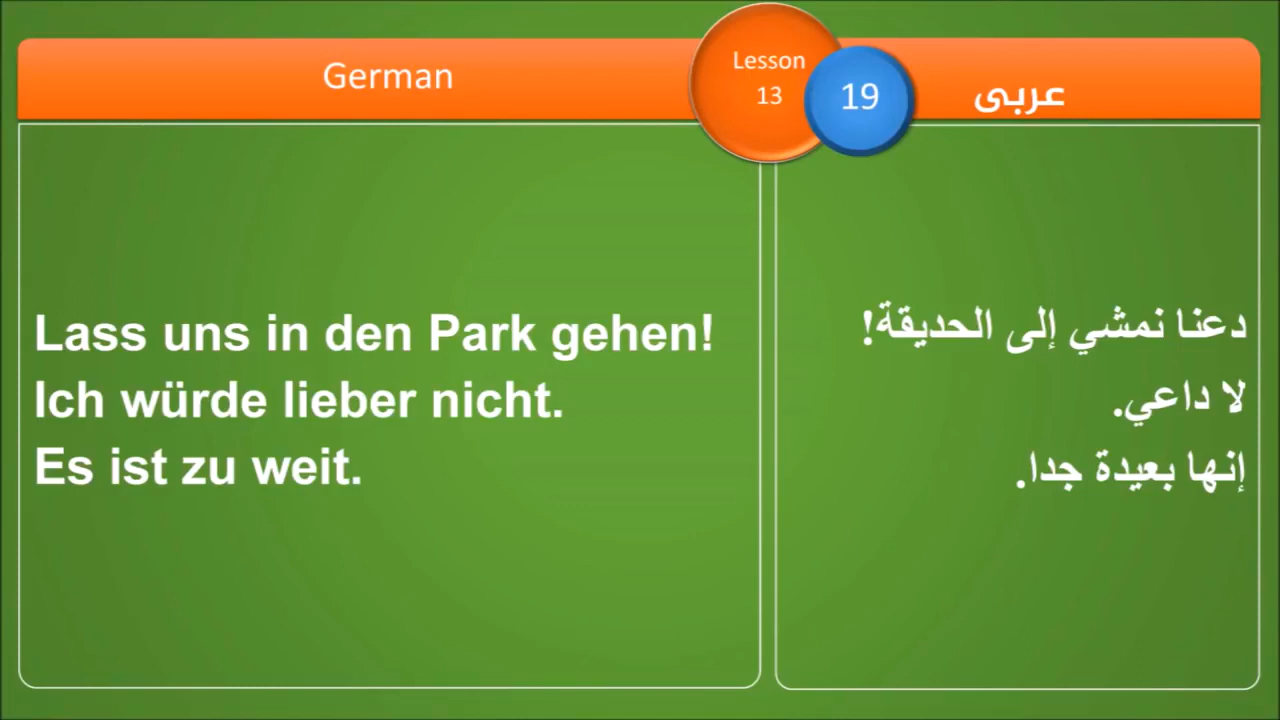 German
Lesson
13
19
عربى
Lass uns in den Park gehen!
Ich würde lieber nicht.
Es ist zu weit.
دعنا نمشي إلى الحديقة!
لا داعي.
إنها بعيدة جدا.